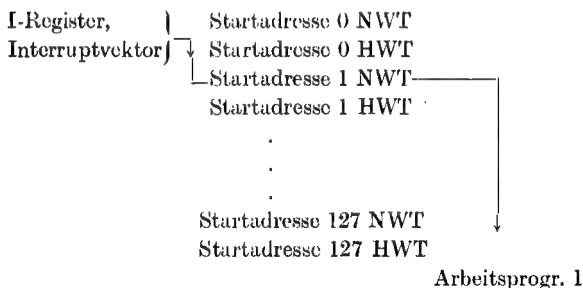 I-Register,
Interruptvektor
Startadresse 0 NWT
Startadresse 0 HWT
Startadresse 1 NWT
Startadresse 1 HWT
.
.
.
Startadresse 127 NWT
Startadresse 127 HWT
Arbeitsprogr. 1